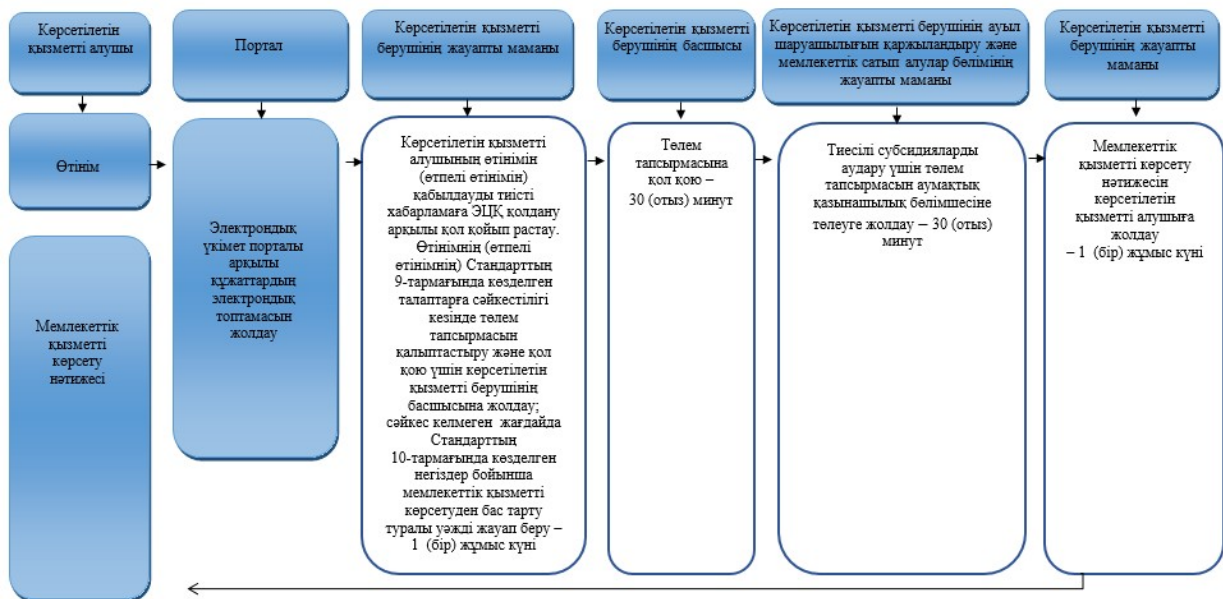 Көрсетілетін
қызметті алушы
Портал
Көрсетілетін қызметті
берушінің жауапты маманы
Көрсетілетін қызметті
берушінің басшысы
Көрсетілетін қызметті берушінің ауыл
шаруашылығын қаржыландыру және
мемлекеттік сатып алулар бөлімінің
жауапты маманы
Көрсетілетін қызметті
берушінің жауапты
маманы
Өтінім
Мемлекеттік
қызметті
көрсету
нәтижесі
Электрондық
үкімет порталы
арқылы
құжаттардың
электрондық
топтамасын
жолдау
Көрсетілетін қызметті
алушының өтінімін
(өтпелі өтінімін)
қабылдауды тиісті
хабарламаға ЭЦҚ қолдану
арқылы қол қойып растау.
Өтінімнің (өтпелі
өтінімнің) Стандарттың
9-тармағында көзделген
талаптарға сәйкестілігі
кезінде төлем
тапсырмасын
қалыптастыру және қол
қою үшін көрсетілетін
қызметті берушінің
басшысына жолдау;
сәйкес келмеген жағдайда
Стандарттың
10-тармағында көзделген
негіздер бойынша
мемлекеттік қызметті
көрсетуден бас тарту
туралы уәжді жауап беру –
1 (бір) жұмыс күні
Төлем
тапсырмасына
қол қою –
30 (отыз) минут
Тиесілі субсидияларды
аудару үшін төлем
тапсырмасын аумақтық
қазынашылық бөлімшесіне
төлеуге жолдау – 30 (отыз)
минут
Мемлекеттік
қызметті көрсету
нәтижесін
көрсетілетін
қызметті алушыға
жолдау
– 1 (бір) жұмыс күні